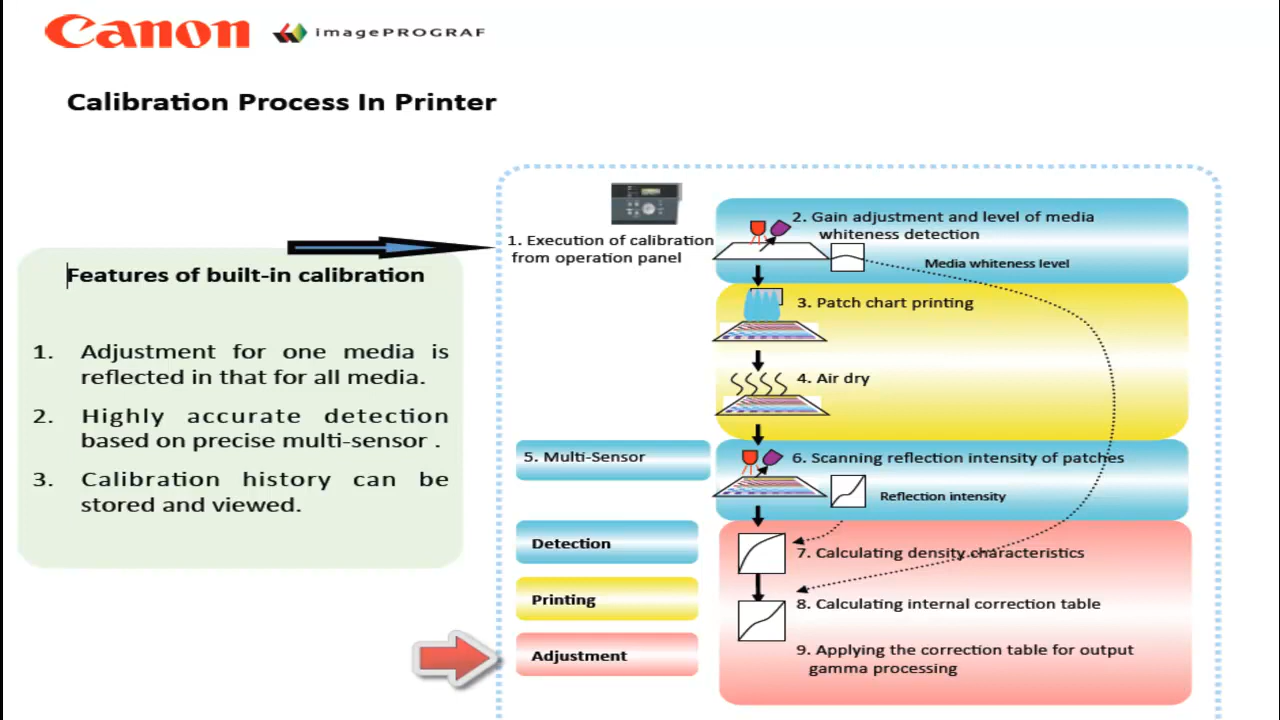 Canon imagePROGRAF
Calibration Process In Printer
Features of built-in calibration
1. Adjustment for one media is
reflected in that for all media.
2. Highly accurate detection
based on precise multi-sensor .
3. Calibration history can be
stored and viewed.
1. Execution of calibration
from operation panel
2. Gain adjustment and level of media
whiteness detection
Media whiteness level
3. Patch chart printing
4. Air dry
5. Multi-Sensor
6. Scanning reflection intensity of patches
Reflection intensity
Detection
Printing
Adjustment
7. Calculating density characteristics
8. Calculating internal correction table
9. Applying the correction table for output
gamma processing